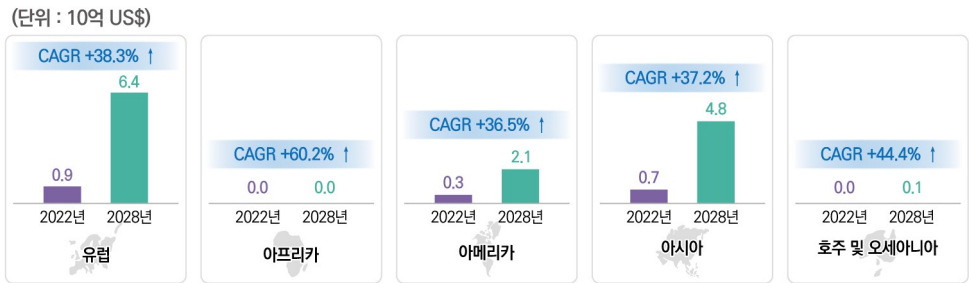 (단위 : 10억 US$)
CAGR +38.3% ↑
6.4
0.9
2022년 2028년
유럽
CAGR +60.2% ↑
0.0 0.0
2022년 2028년
아프리카
CAGR +36.5% ↑
2.1
0.3
2022년 2028년
아메리카
CAGR +37.2% ↑
4.8
0.7
2022년 2028년
아시아
CAGR +44.4% ↑
0.0 0.1
2022년 2028년
호주 및 오세아니아